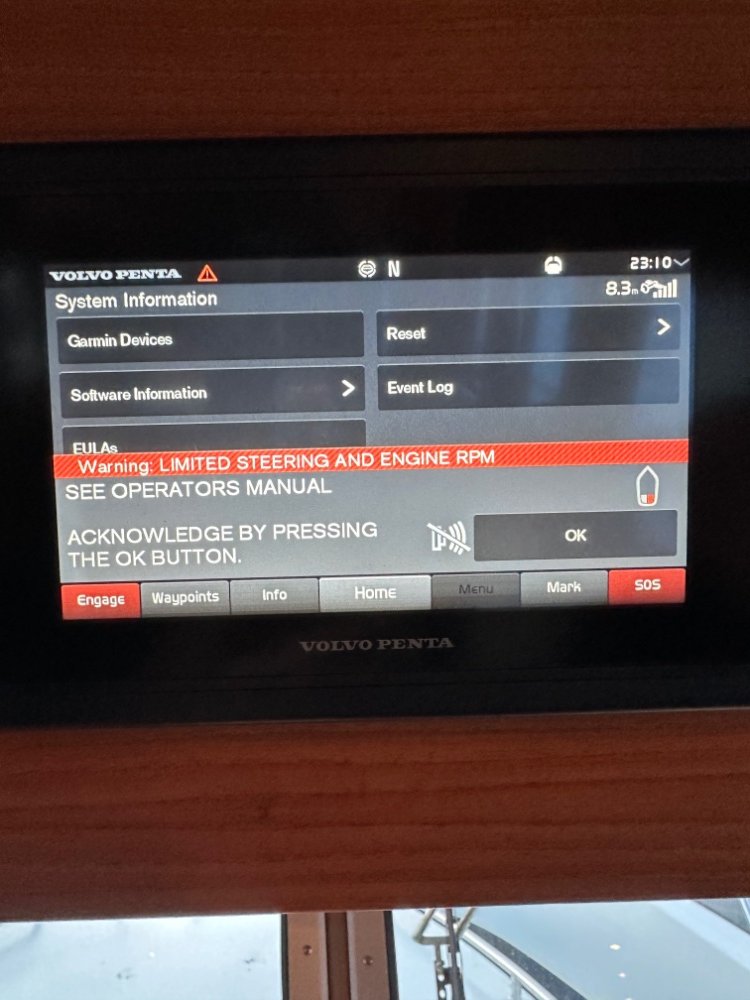 VOLVO PENTA
N
23:10
System Information
8.3m
Garmin Devices
Reset
Software Information
Event Log
EULAs
Warning: LIMITED STEERING AND ENGINE RPM
SEE OPERATORS MANUAL
ACKNOWLEDGE BY PRESSING
THE OK BUTTON.
OK
Engage
Waypoints
Info
Home
Menu
Mark
SOS
VOLVO PENTA